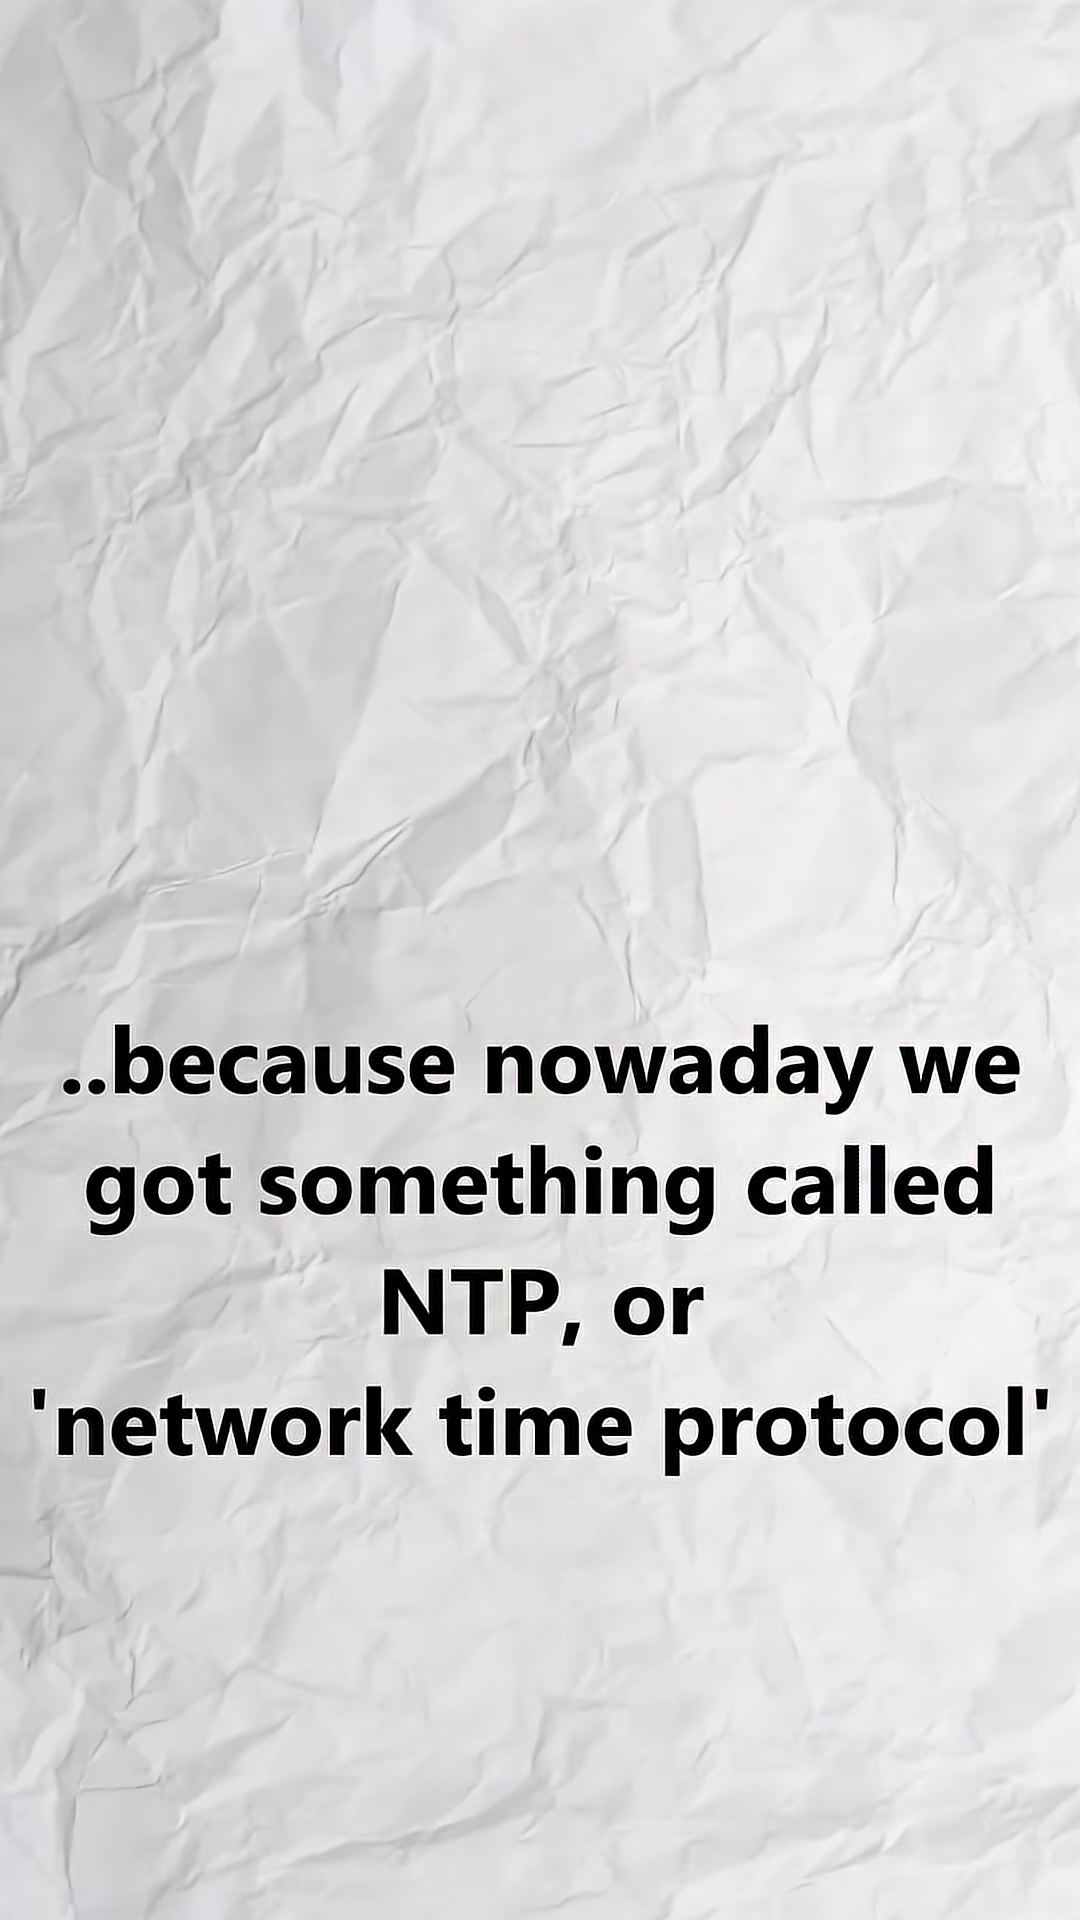 ..because nowaday we
got something called
NTP, or
'network time protocol'